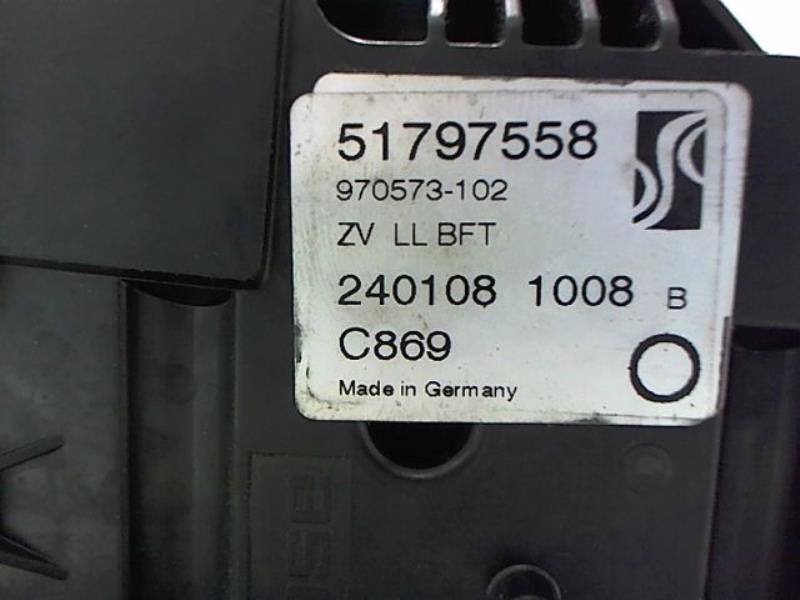 51797558
970573-102
ZV LL BFT
240108 1008 B
C869
Made in Germany